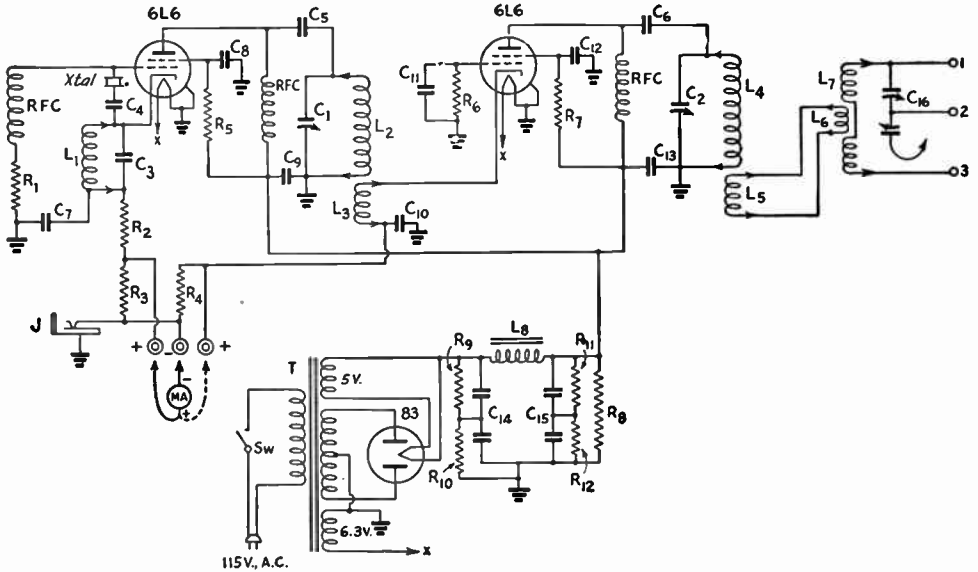 6L6
6L6
C5
C6
C8
C12
Xtal
C11
RFC
RFC
RFC
C4
R5
C1
L2
R6
R7
C2
L4
L7
C16
L6
1
2
3
L1
C3
C9
C13
R1
C7
R2
L3
C10
L5
R3
R4
J
+
-
+
-
MA
+
X
X
T
5V.
83
R9
L8
R11
C14
C15
R8
Sw
R10
R12
6.3V.
X
115V., A.C.